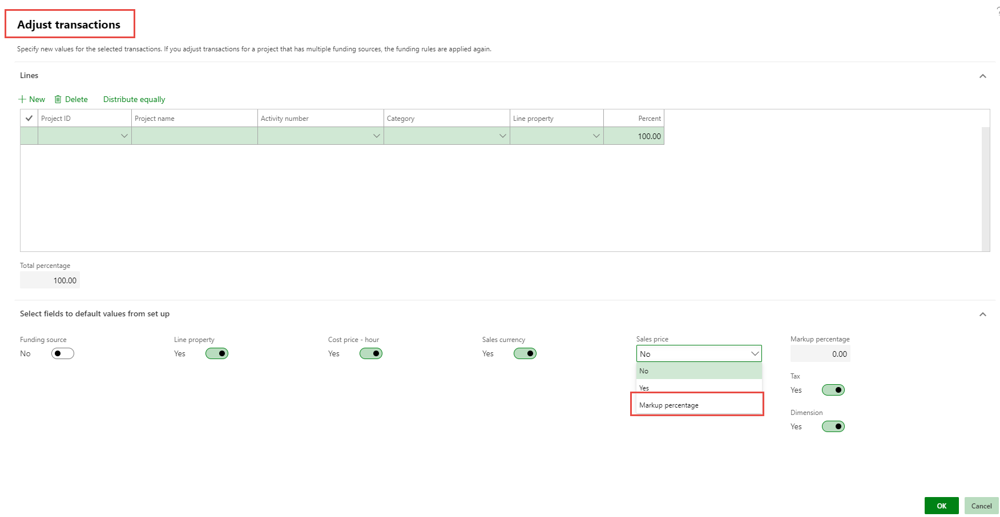 ?
Adjust transactions
Specify new values for the selected transactions. If you adjust transactions for a project that has multiple funding sources, the funding rules are applied again.
Lines
New Delete Distribute equally
Project ID Project name Activity number Category Line property Percent
100.00
Total percentage
100.00
Select fields to default values from set up
Funding source Line property Cost price - hour Sales currency Sales price Markup percentage
No Yes Yes Yes No 0.00
No
Yes
Markup percentage
Tax
Yes
Dimension
Yes
OK Cancel